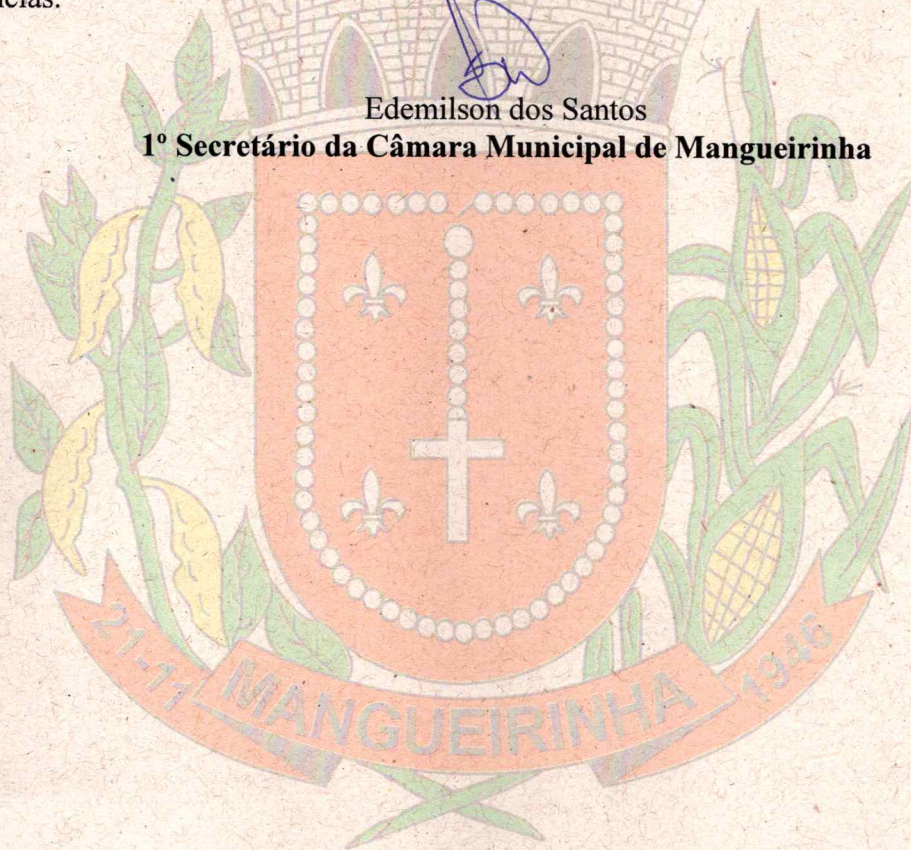 Edemilson dos Santos
1º Secretário da Câmara Municipal de Mangueirinha
21-11
MANGUEIRINHA
1946